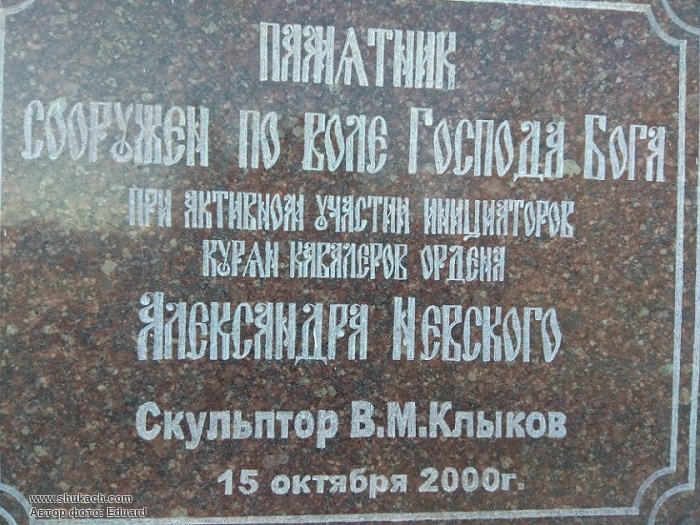 ПАМЯТНИК
СООРУЖЕН ПО ВОЛЕ ГОСПОДА БОГА
ПРИ АКТИВНОМ УЧАСТИИ ИНИЦИАТОРОВ
КУРАИ КАВАЛЕРОВ ОРДЕНА
АЛЕКСАНДРА НЕВСКОГО
Скульптор В.М.Клыков
15 октября 2000г.
www.shukach.com
Автор фото: Eduard